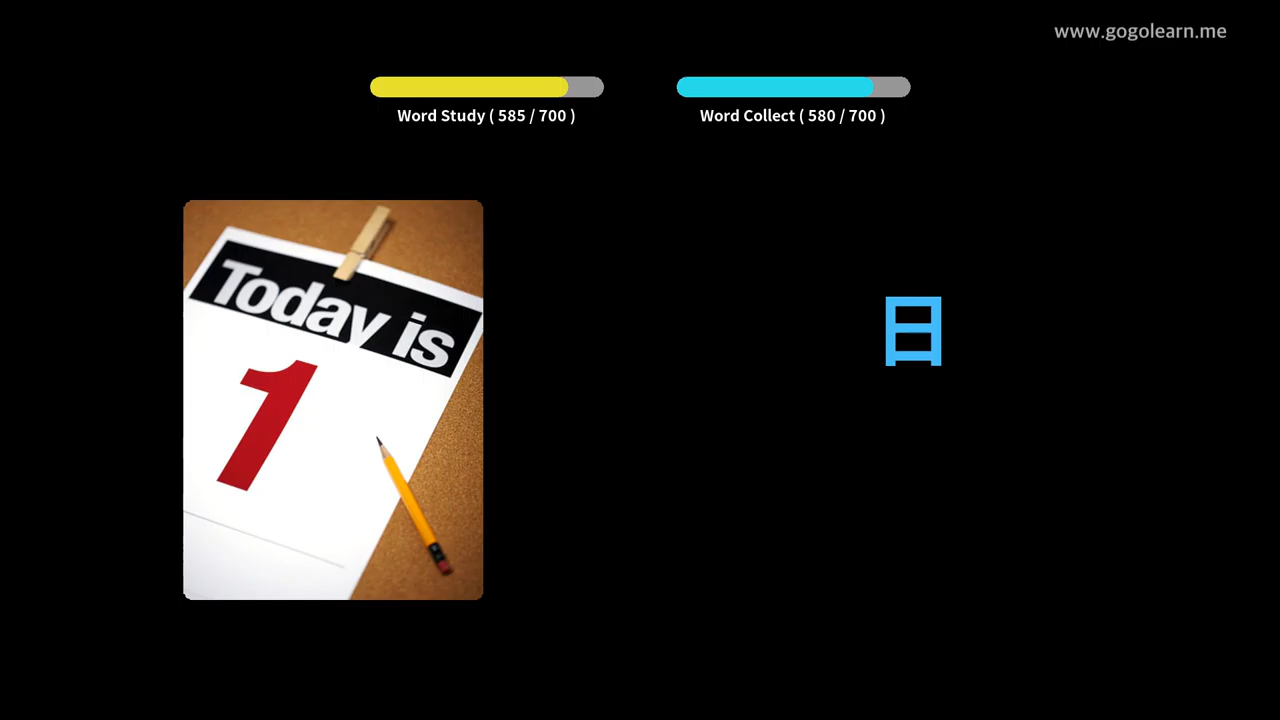 www.gogolearn.me
Word Study ( 585 / 700 )
Word Collect ( 580 / 700 )
Today is
1
日